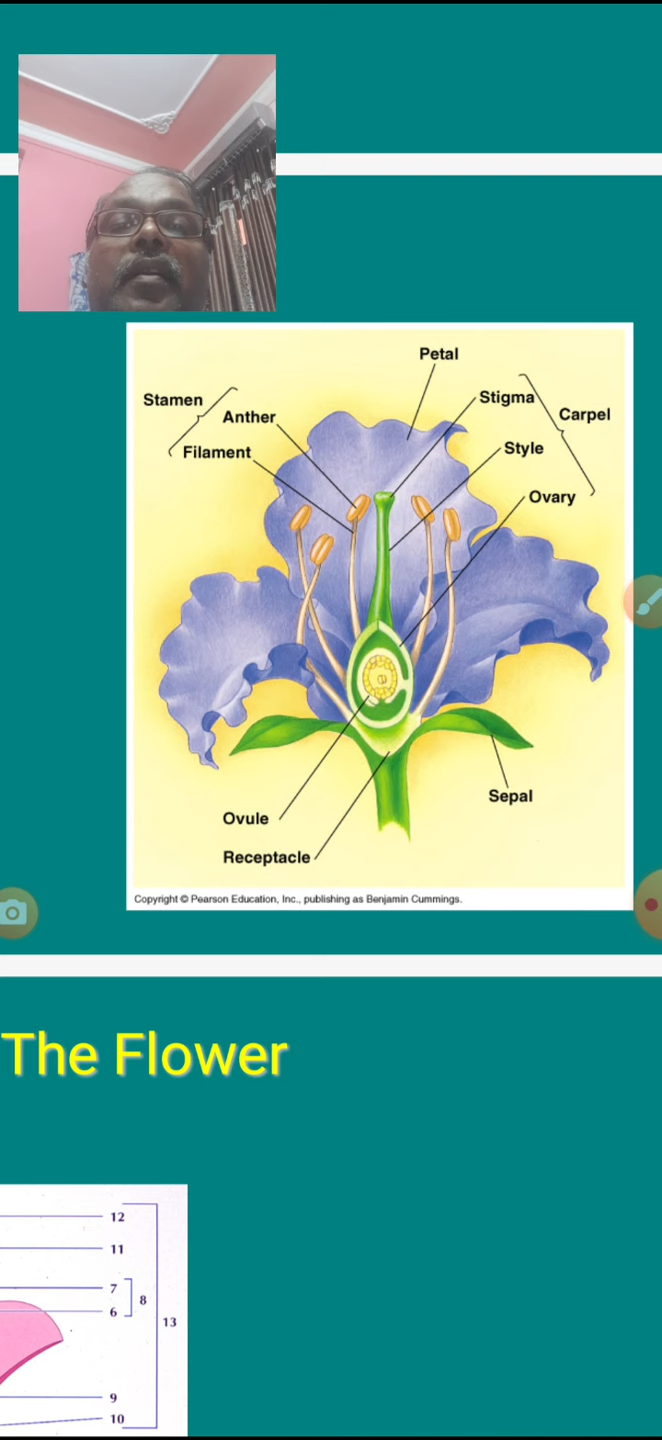 Petal
Stamen
Stigma
Anther
Carpel
Filament
Style
Ovary
Sepal
Ovule
Receptacle
Copyright © Pearson Education, Inc., publishing as Benjamin Cummings.
The Flower
12
11
7
8
6
13
9
10